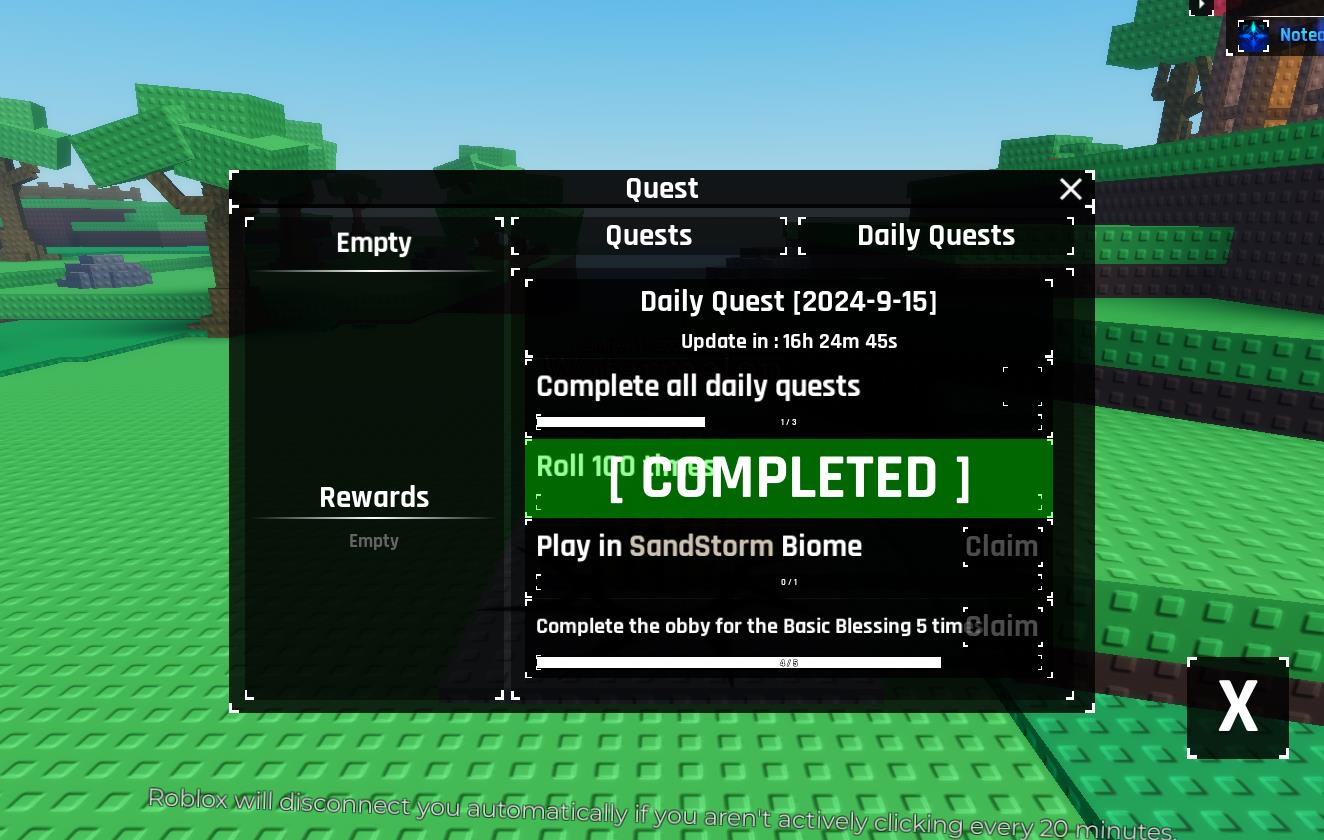 Noted
Quest
Empty
Quests
Daily Quests
Daily Quest [2024-9-15]
Update in : 16h 24m 45s
Complete all daily quests
1 / 3
Roll 100 times
[ COMPLETED ]
Play in SandStorm Biome
Claim
0 / 1
Complete the obby for the Basic Blessing 5 tim
Claim
4 / 5
Rewards
Empty
X
Roblox will disconnect you automatically if you aren't actively clicking every 20 minutes.